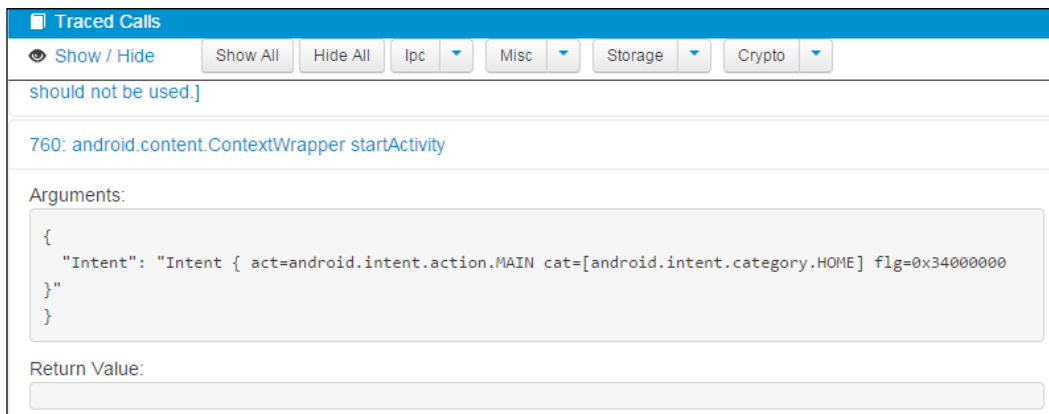 Traced Calls
Show / Hide Show All Hide All Ipc Misc Storage Crypto
should not be used.]
760: android.content.ContextWrapper startActivity
Arguments:
{
"Intent": "Intent { act=android.intent.action.MAIN cat=[android.intent.category.HOME] flg=0x34000000
}"
}
Return Value: